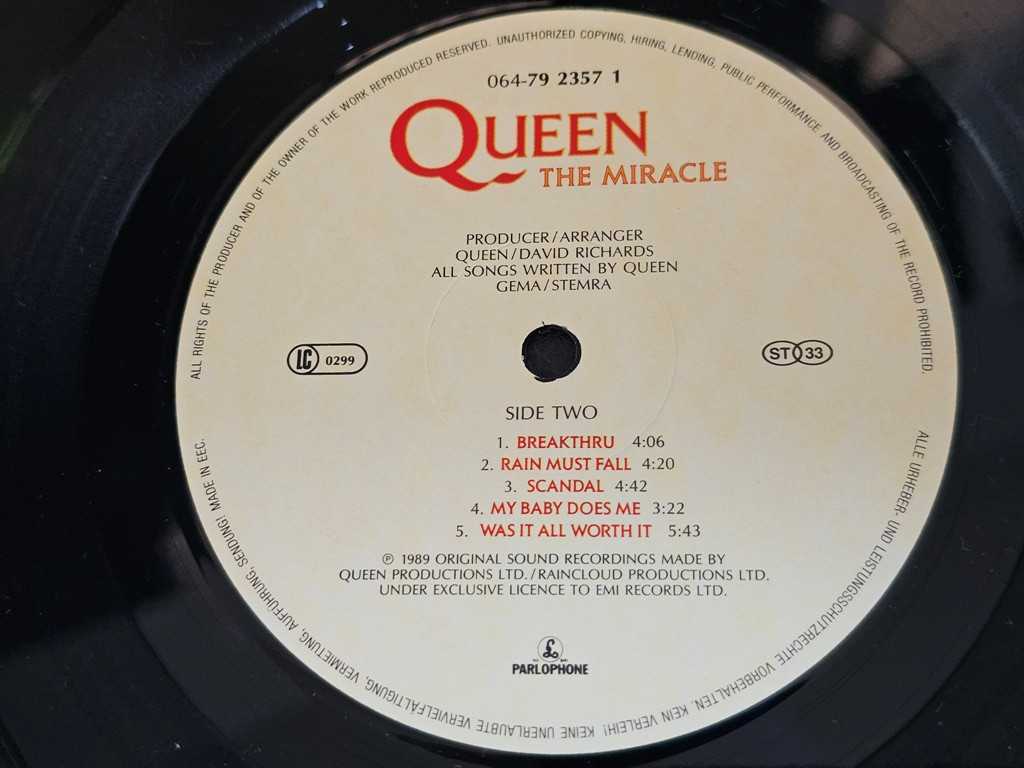 ALL RIGHTS OF THE PRODUCER AND OF THE OWNER OF THE WORK REPRODUCED RESERVED. UNAUTHORIZED COPYING, HIRING, LENDING, PUBLIC PERFORMANCE AND BROADCASTING OF THE RECORD PROHIBITED.
064-79 2357 1
QUEEN
THE MIRACLE
PRODUCER/ARRANGER
QUEEN/DAVID RICHARDS
ALL SONGS WRITTEN BY QUEEN
GEMA/STEMRA
LC 0299
ST 33
SIDE TWO
1. BREAKTHRU 4:06
2. RAIN MUST FALL 4:20
3. SCANDAL 4:42
4. MY BABY DOES ME 3:22
5. WAS IT ALL WORTH IT 5:43
℗ 1989 ORIGINAL SOUND RECORDINGS MADE BY
QUEEN PRODUCTIONS LTD./RAINCLOUD PRODUCTIONS LTD.
UNDER EXCLUSIVE LICENCE TO EMI RECORDS LTD.
£
PARLOPHONE
ALLE URHEBER- UND LEISTUNGSSCHUTZRECHTE VORBEHALTEN. KEIN VERLEIH! KEINE UNERLAUBTE VERVIELFÄLTIGUNG, VERMIETUNG, AUFFÜHRUNG, SENDUNG! MADE IN EEC.